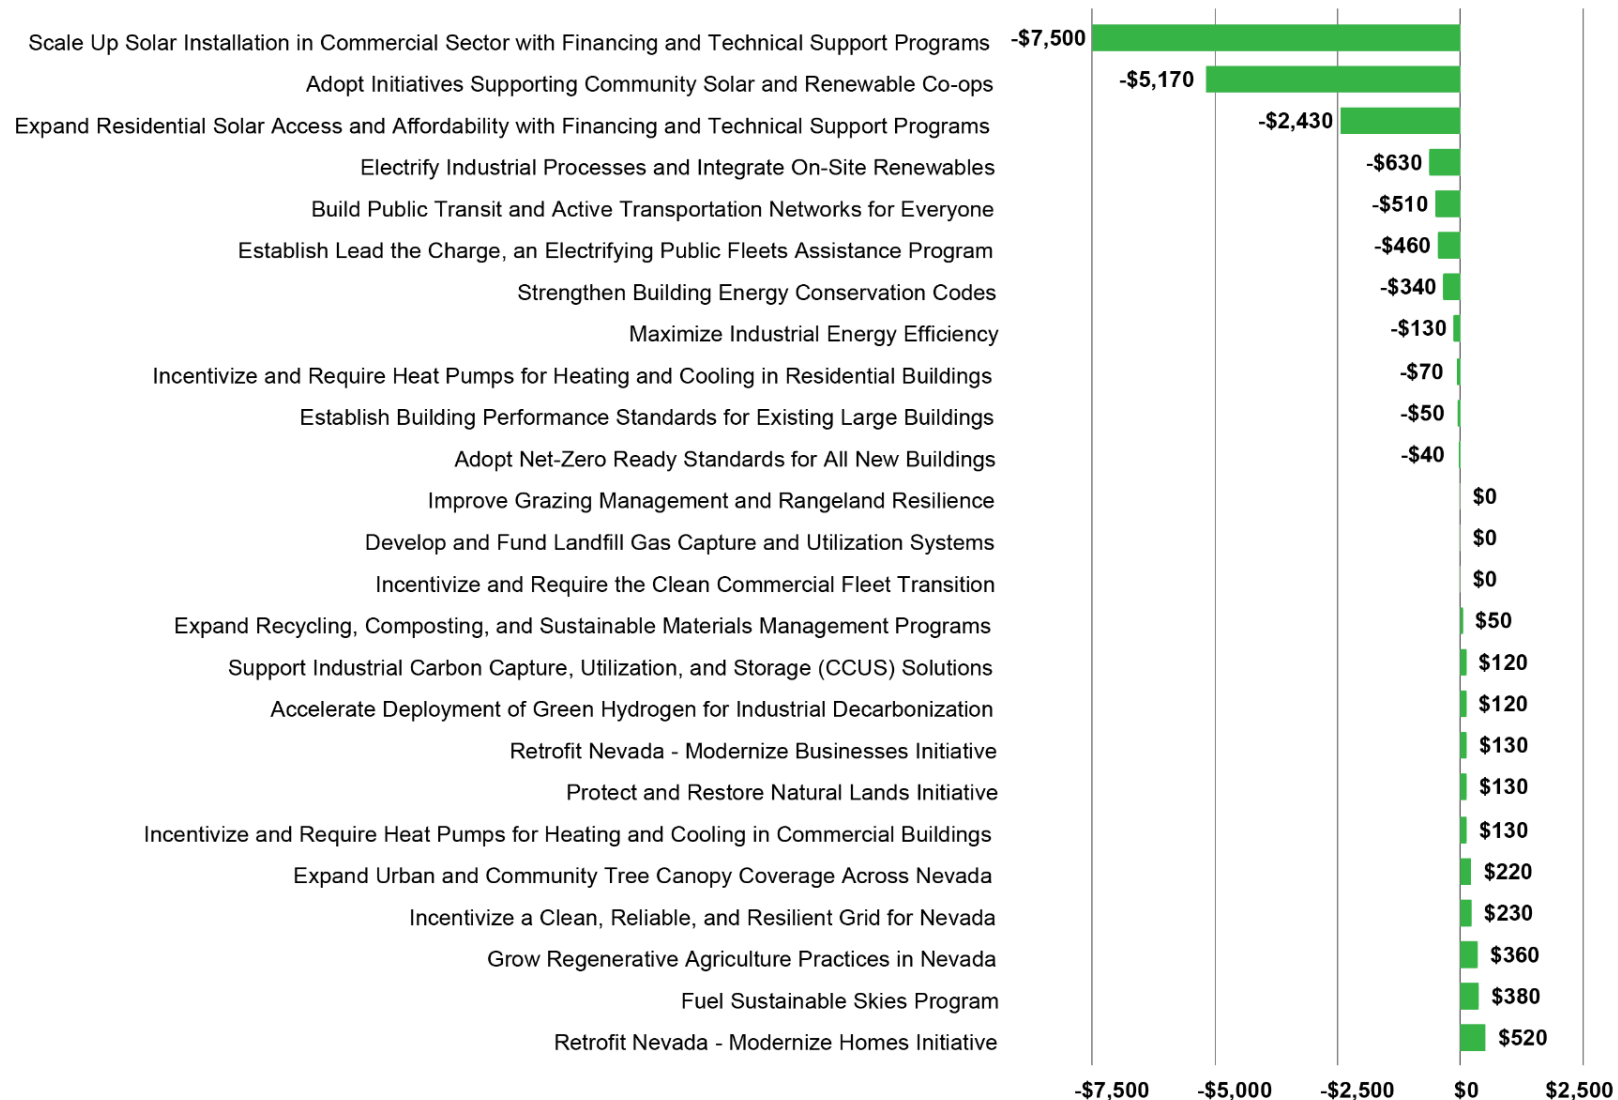 Scale Up Solar Installation in Commercial Sector with Financing and Technical Support Programs -$7,500
Adopt Initiatives Supporting Community Solar and Renewable Co-ops -$5,170
Expand Residential Solar Access and Affordability with Financing and Technical Support Programs -$2,430
Electrify Industrial Processes and Integrate On-Site Renewables -$630
Build Public Transit and Active Transportation Networks for Everyone -$510
Establish Lead the Charge, an Electrifying Public Fleets Assistance Program -$460
Strengthen Building Energy Conservation Codes -$340
Maximize Industrial Energy Efficiency -$130
Incentivize and Require Heat Pumps for Heating and Cooling in Residential Buildings -$70
Establish Building Performance Standards for Existing Large Buildings -$50
Adopt Net-Zero Ready Standards for All New Buildings -$40
Improve Grazing Management and Rangeland Resilience $0
Develop and Fund Landfill Gas Capture and Utilization Systems $0
Incentivize and Require the Clean Commercial Fleet Transition $0
Expand Recycling, Composting, and Sustainable Materials Management Programs $50
Support Industrial Carbon Capture, Utilization, and Storage (CCUS) Solutions $120
Accelerate Deployment of Green Hydrogen for Industrial Decarbonization $120
Retrofit Nevada - Modernize Businesses Initiative $130
Protect and Restore Natural Lands Initiative $130
Incentivize and Require Heat Pumps for Heating and Cooling in Commercial Buildings $130
Expand Urban and Community Tree Canopy Coverage Across Nevada $220
Incentivize a Clean, Reliable, and Resilient Grid for Nevada $230
Grow Regenerative Agriculture Practices in Nevada $360
Fuel Sustainable Skies Program $380
Retrofit Nevada - Modernize Homes Initiative $520
-$7,500 -$5,000 -$2,500 $0 $2,500